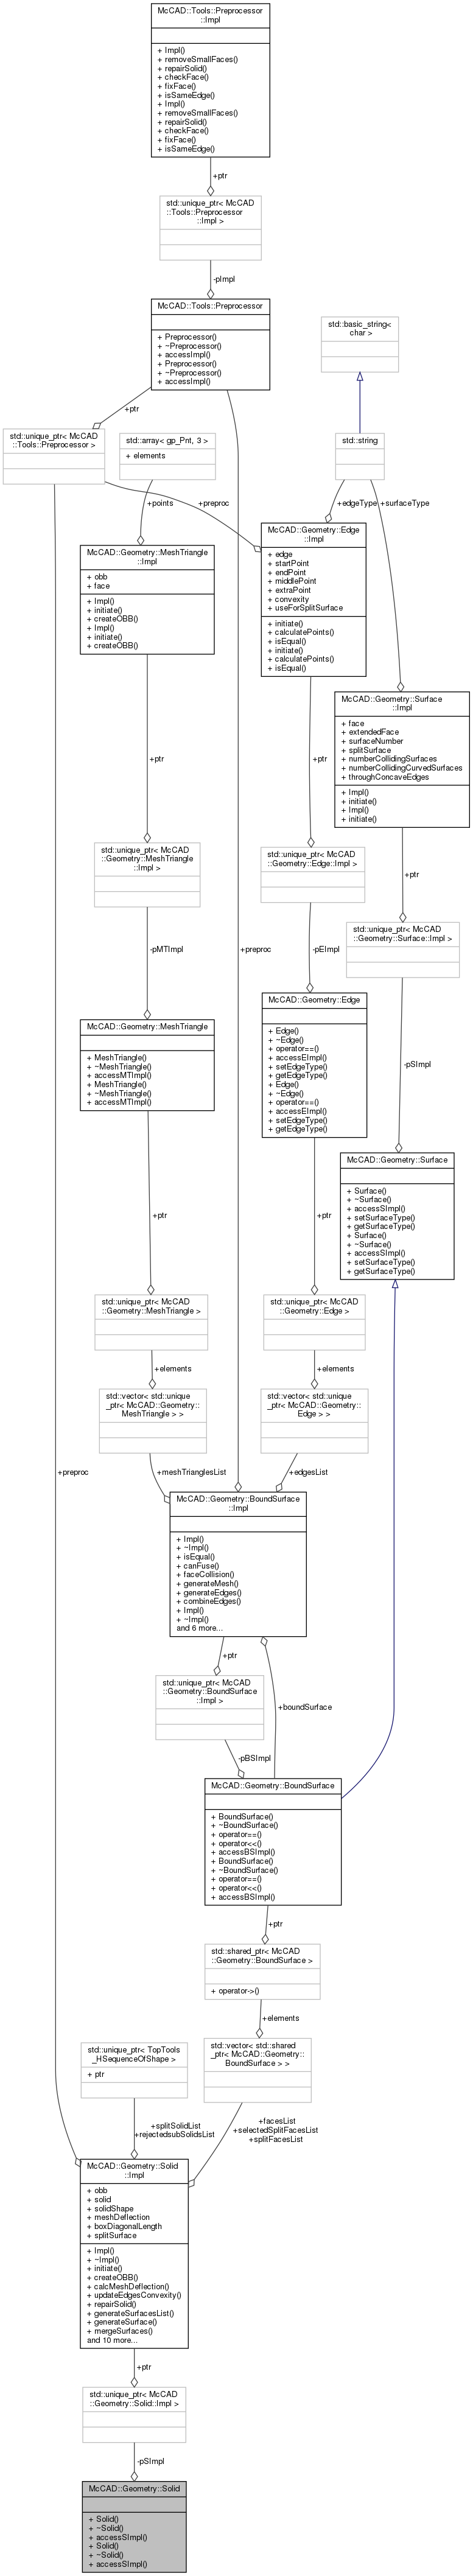 McCAD::Tools::Preprocessor
::Impl
+ Impl()
+ removeSmallFaces()
+ repairSolid()
+ checkFace()
+ fixFace()
+ isSameEdge()
+ Impl()
+ removeSmallFaces()
+ repairSolid()
+ checkFace()
+ fixFace()
+ isSameEdge()
+ptr
std::unique_ptr< McCAD
::Tools::Preprocessor
::Impl >
-pImpl
McCAD::Tools::Preprocessor
+ Preprocessor()
+ ~Preprocessor()
+ accessImpl()
+ Preprocessor()
+ ~Preprocessor()
+ accessImpl()
std::basic_string<
char >
+ptr
std::unique_ptr< McCAD
::Tools::Preprocessor >
std::array< gp_Pnt, 3 >
+ elements
std::string
+points
+preproc
+edgeType
+surfaceType
McCAD::Geometry::MeshTriangle
::Impl
+ obb
+ face
+ Impl()
+ initiate()
+ createOBB()
+ Impl()
+ initiate()
+ createOBB()
McCAD::Geometry::Edge
::Impl
+ edge
+ startPoint
+ endPoint
+ middlePoint
+ extraPoint
+ convexity
+ useForSplitSurface
+ initiate()
+ calculatePoints()
+ isEqual()
+ initiate()
+ calculatePoints()
+ isEqual()
McCAD::Geometry::Surface
::Impl
+ face
+ extendedFace
+ surfaceNumber
+ splitSurface
+ numberCollidingSurfaces
+ numberCollidingCurvedSurfaces
+ throughConcaveEdges
+ Impl()
+ initiate()
+ Impl()
+ initiate()
+ptr
+ptr
+ptr
std::unique_ptr< McCAD
::Geometry::MeshTriangle
::Impl >
std::unique_ptr< McCAD
::Geometry::Edge::Impl >
std::unique_ptr< McCAD
::Geometry::Surface::Impl >
-pMTImpl
+preproc
-pEImpl
-pSImpl
McCAD::Geometry::MeshTriangle
+ MeshTriangle()
+ ~MeshTriangle()
+ accessMTImpl()
+ MeshTriangle()
+ ~MeshTriangle()
+ accessMTImpl()
McCAD::Geometry::Edge
+ Edge()
+ ~Edge()
+ operator==()
+ accessEImpl()
+ setEdgeType()
+ getEdgeType()
+ Edge()
+ ~Edge()
+ operator==()
+ accessEImpl()
+ setEdgeType()
+ getEdgeType()
McCAD::Geometry::Surface
+ Surface()
+ ~Surface()
+ accessSImpl()
+ setSurfaceType()
+ getSurfaceType()
+ Surface()
+ ~Surface()
+ accessSImpl()
+ setSurfaceType()
+ getSurfaceType()
+ptr
+ptr
std::unique_ptr< McCAD
::Geometry::MeshTriangle >
std::unique_ptr< McCAD
::Geometry::Edge >
+elements
+elements
std::vector< std::unique
_ptr< McCAD::Geometry::
MeshTriangle > >
std::vector< std::unique
_ptr< McCAD::Geometry::
Edge > >
+preproc
+meshTrianglesList
+edgesList
McCAD::Geometry::BoundSurface
::Impl
+ Impl()
+ ~Impl()
+ isEqual()
+ canFuse()
+ faceCollision()
+ generateMesh()
+ generateEdges()
+ combineEdges()
+ Impl()
+ ~Impl()
and 6 more...
+ptr
std::unique_ptr< McCAD
::Geometry::BoundSurface
::Impl >
+boundSurface
-pBSImpl
McCAD::Geometry::BoundSurface
+ BoundSurface()
+ ~BoundSurface()
+ operator==()
+ operator<<()
+ accessBSImpl()
+ BoundSurface()
+ ~BoundSurface()
+ operator==()
+ operator<<()
+ accessBSImpl()
+ptr
std::shared_ptr< McCAD
::Geometry::BoundSurface >
+ operator->()
+elements
std::unique_ptr< TopTools
_HSequenceOfShape >
+ ptr
std::vector< std::shared
_ptr< McCAD::Geometry::
BoundSurface > >
+splitSolidList
+rejectedsubSolidsList
+facesList
+selectedSplitFacesList
+splitFacesList
McCAD::Geometry::Solid
::Impl
+ obb
+ solid
+ solidShape
+ meshDeflection
+ boxDiagonalLength
+ splitSurface
+ Impl()
+ ~Impl()
+ initiate()
+ createOBB()
+ calcMeshDeflection()
+ updateEdgesConvexity()
+ repairSolid()
+ generateSurfacesList()
+ generateSurface()
+ mergeSurfaces()
and 10 more...
+ptr
std::unique_ptr< McCAD
::Geometry::Solid::Impl >
-pSImpl
McCAD::Geometry::Solid
+ Solid()
+ ~Solid()
+ accessSImpl()
+ Solid()
+ ~Solid()
+ accessSImpl()